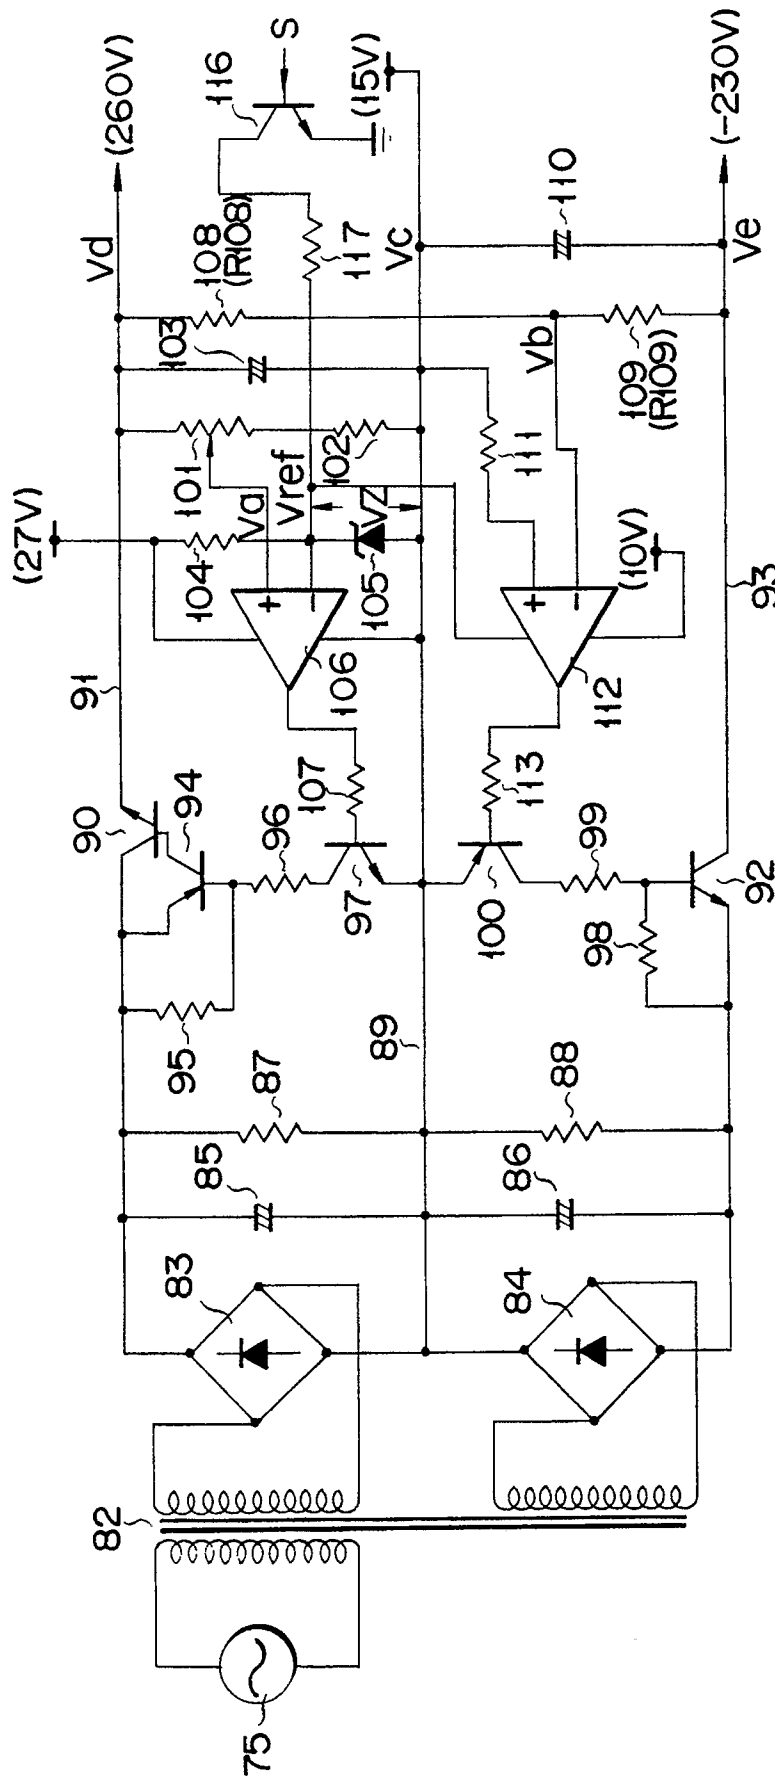 75
82
83
84
85
86
87
88
89
95
90
94
91
96
97
107
100
113
99
98
92
93
(27V)
104
Va
Vref
101
102
VZ
105
106
103
108
(R108)
117
111
112
(10V)
Vb
109
(R109)
Vd
(260V)
116
S
(15V)
Vc
110
Ve
(-230V)
+
−
+
−